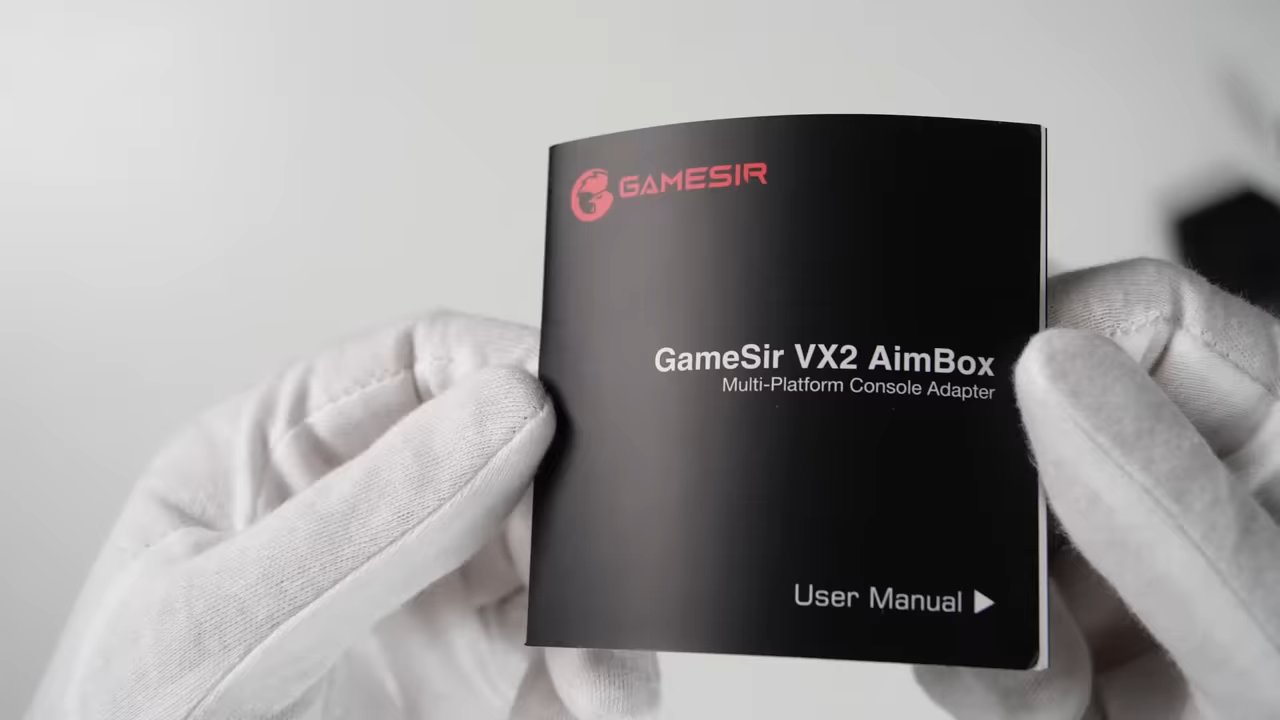 GAMESIR
GameSir VX2 AimBox
Multi-Platform Console Adapter
User Manual